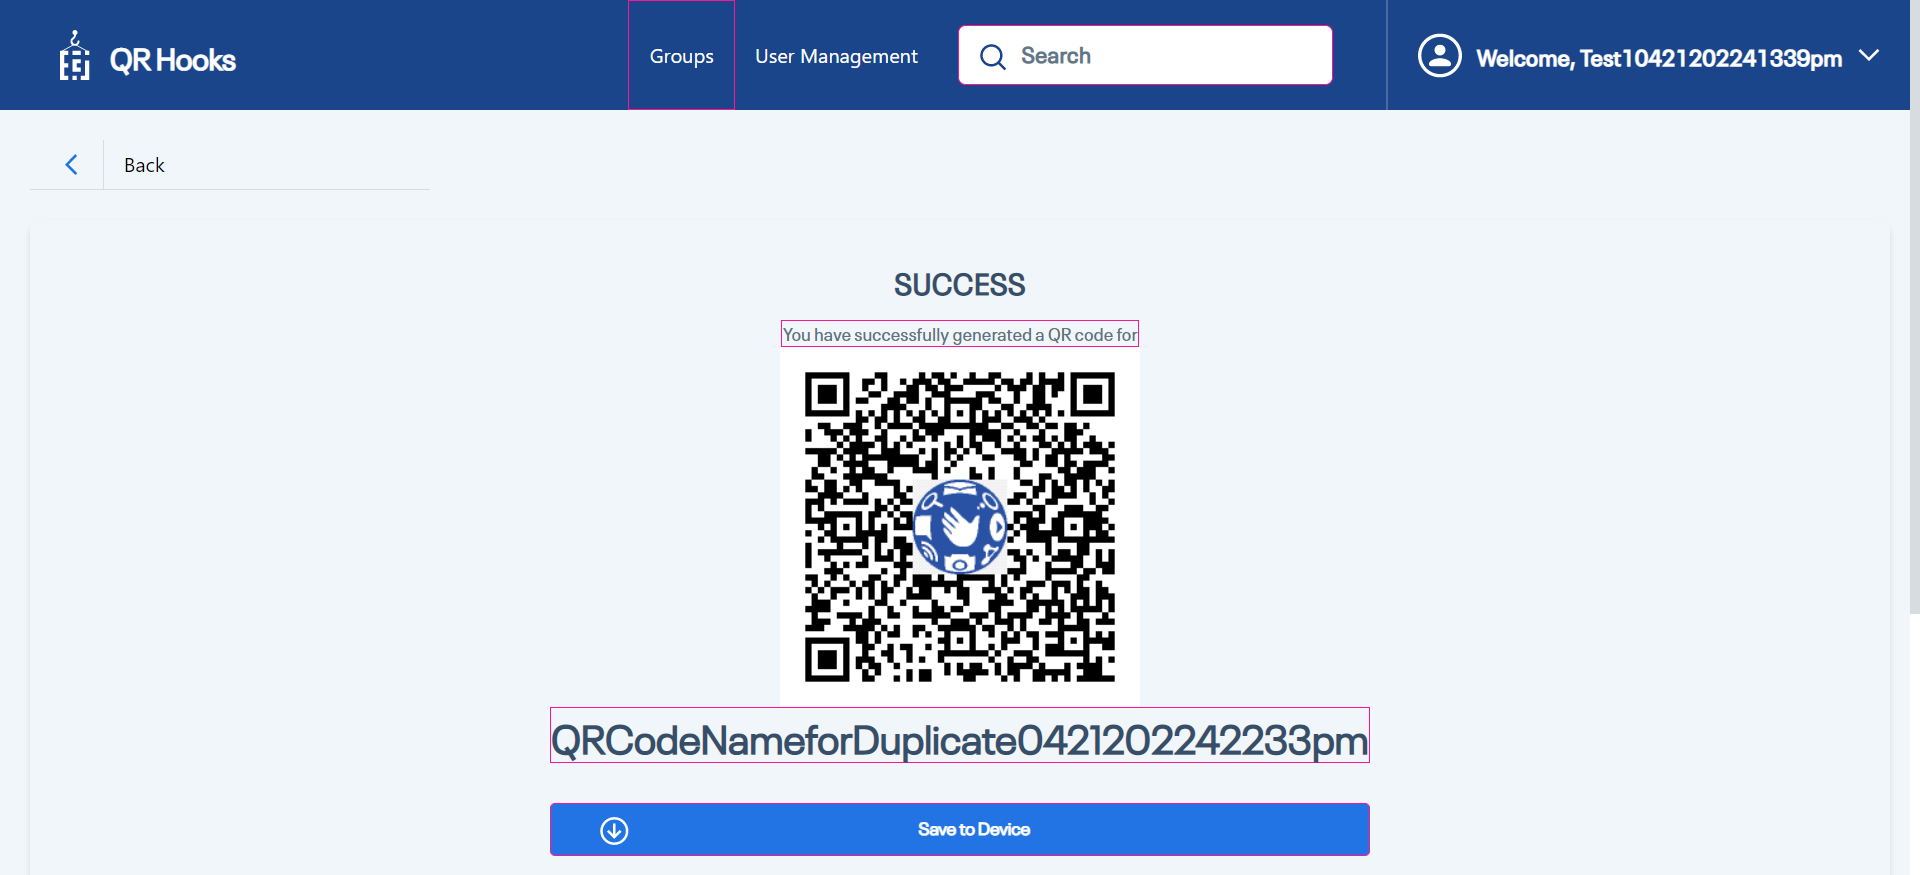 QR Hooks
Groups
User Management
Search
Welcome, Test10421202241339pm
Back
SUCCESS
You have successfully generated a QR code for
QRCodeNameforDuplicate0421202242233pm
Save to Device